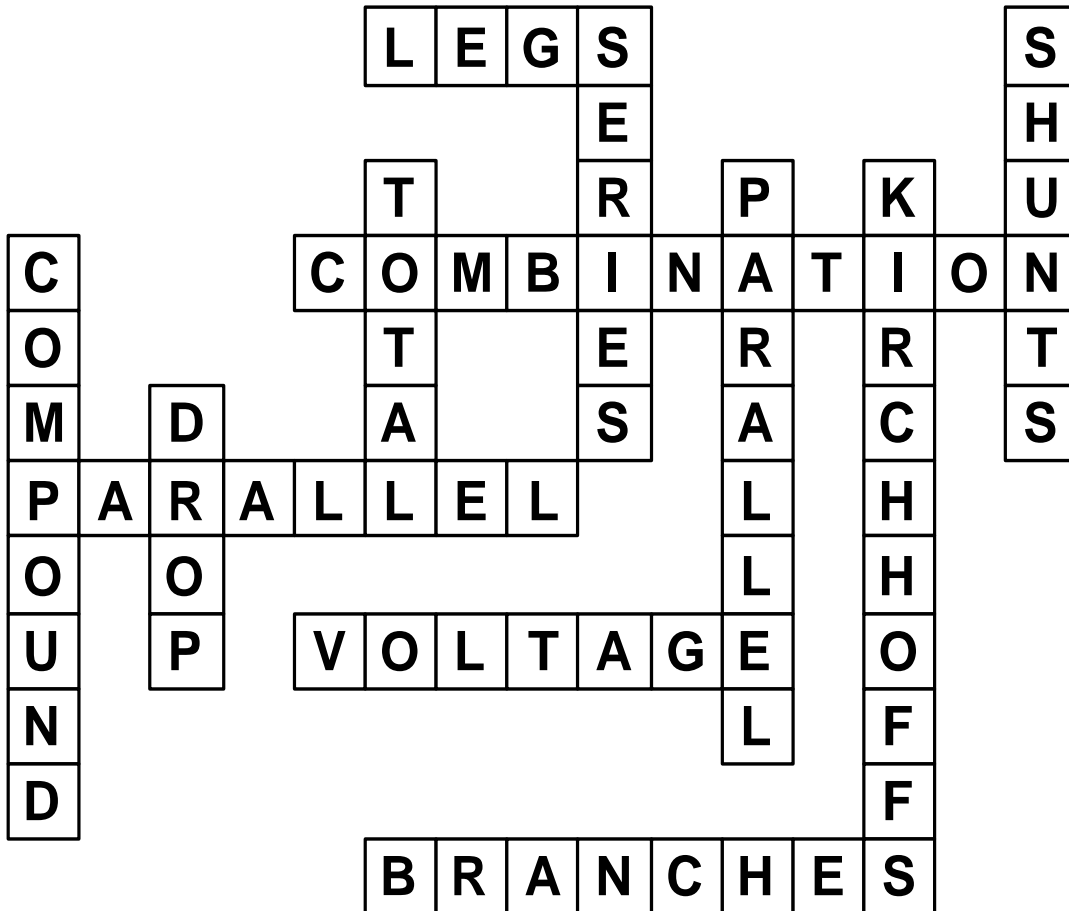 L E G S S
E H
T R P K U
C C O M B I N A T I O N
O T E R R T
M D A S A C S
P A R A L L E L L H
O O L H
U P V O L T A G E O
N L F
D F
B R A N C H E S